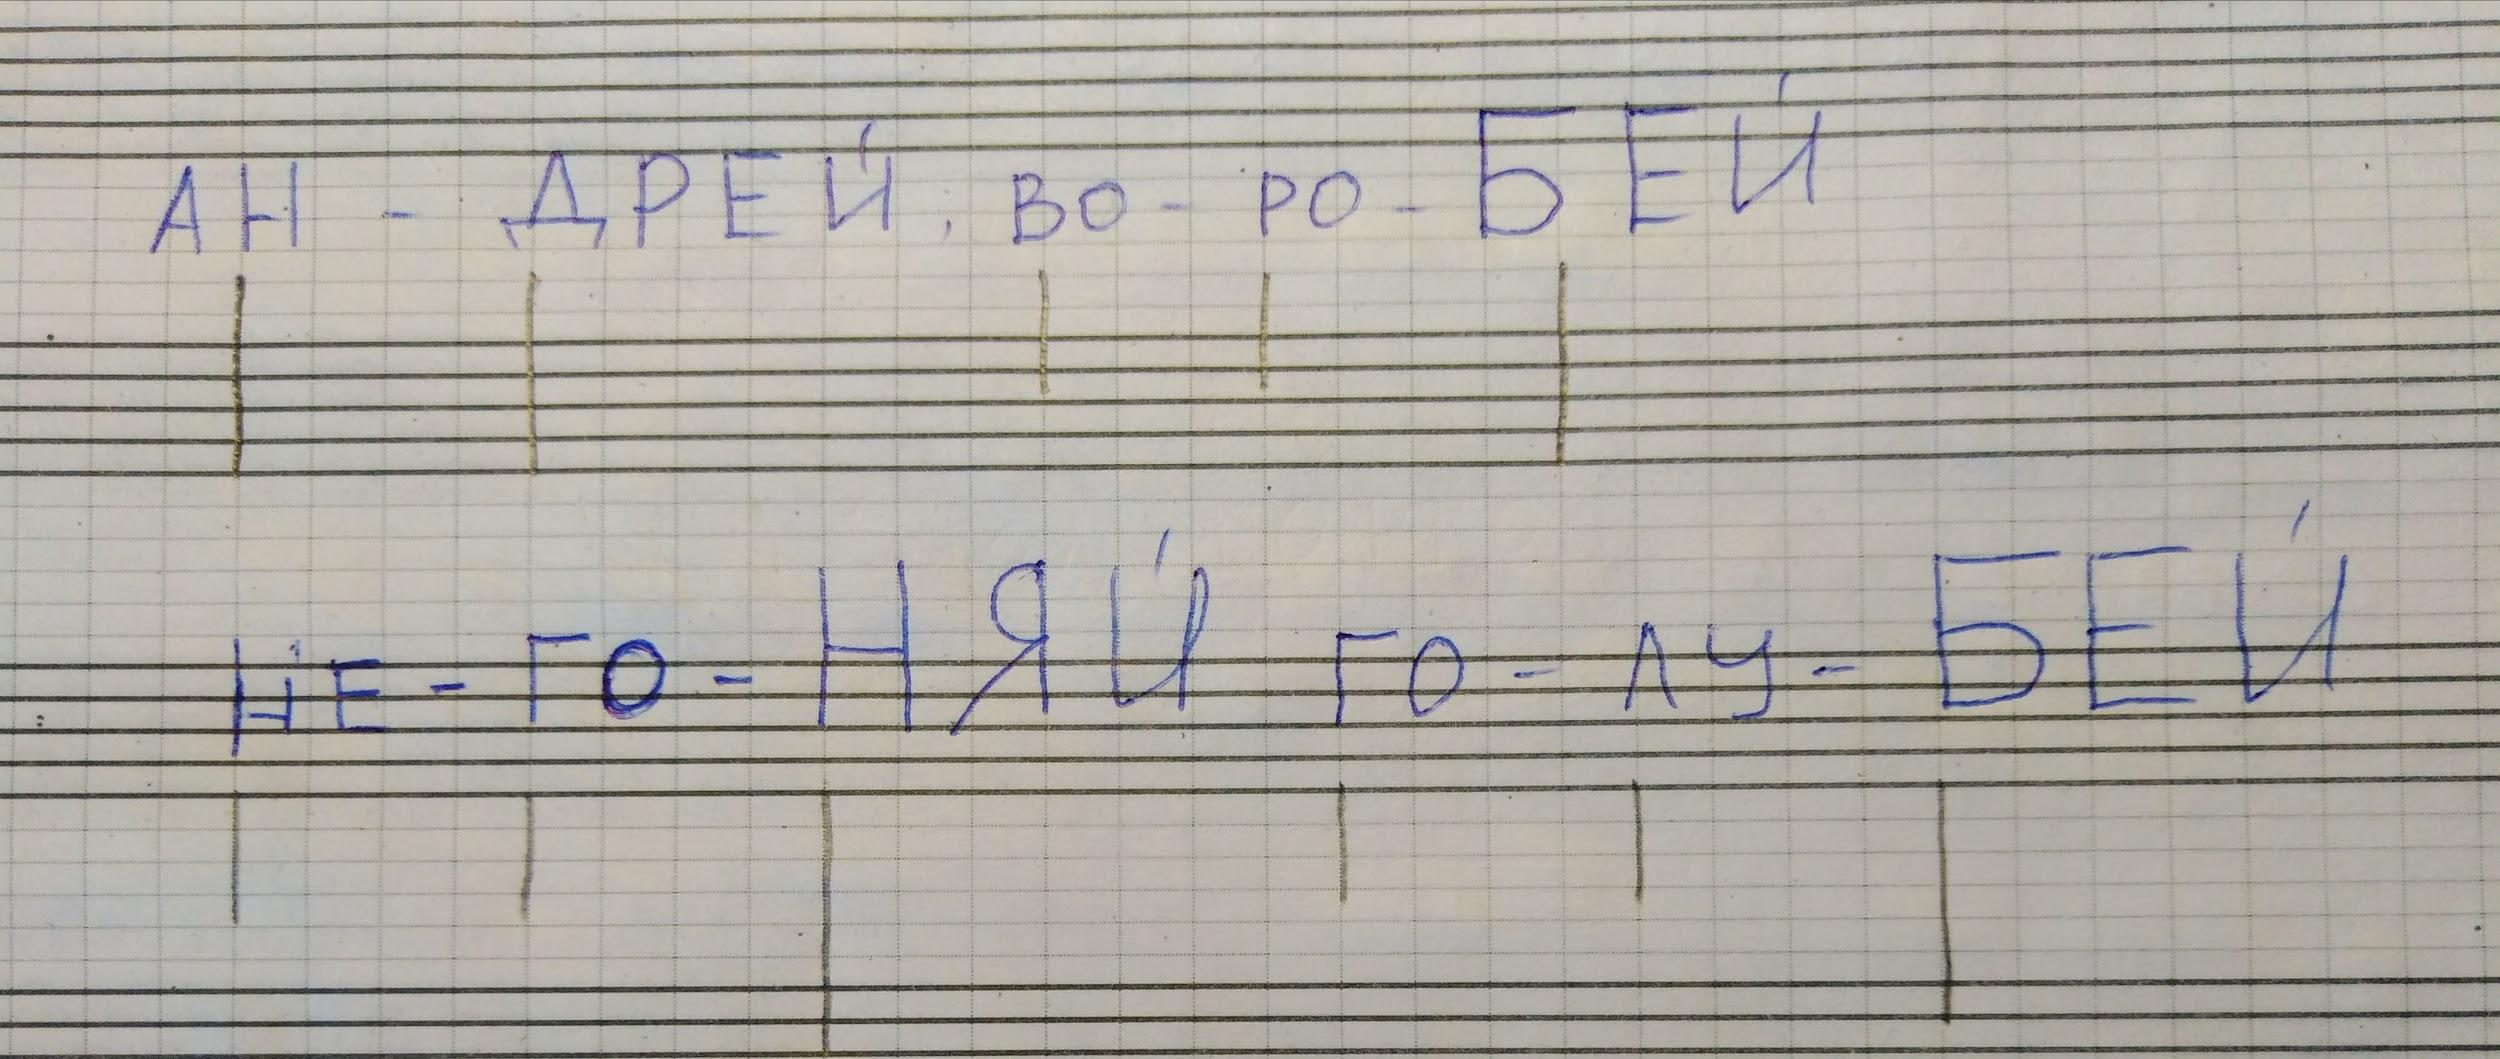 АН - ДРЕЙ, ВО - РО - БЕЙ
НЕ - ГО - НЯЙ ГО - ЛУ - БЕЙ